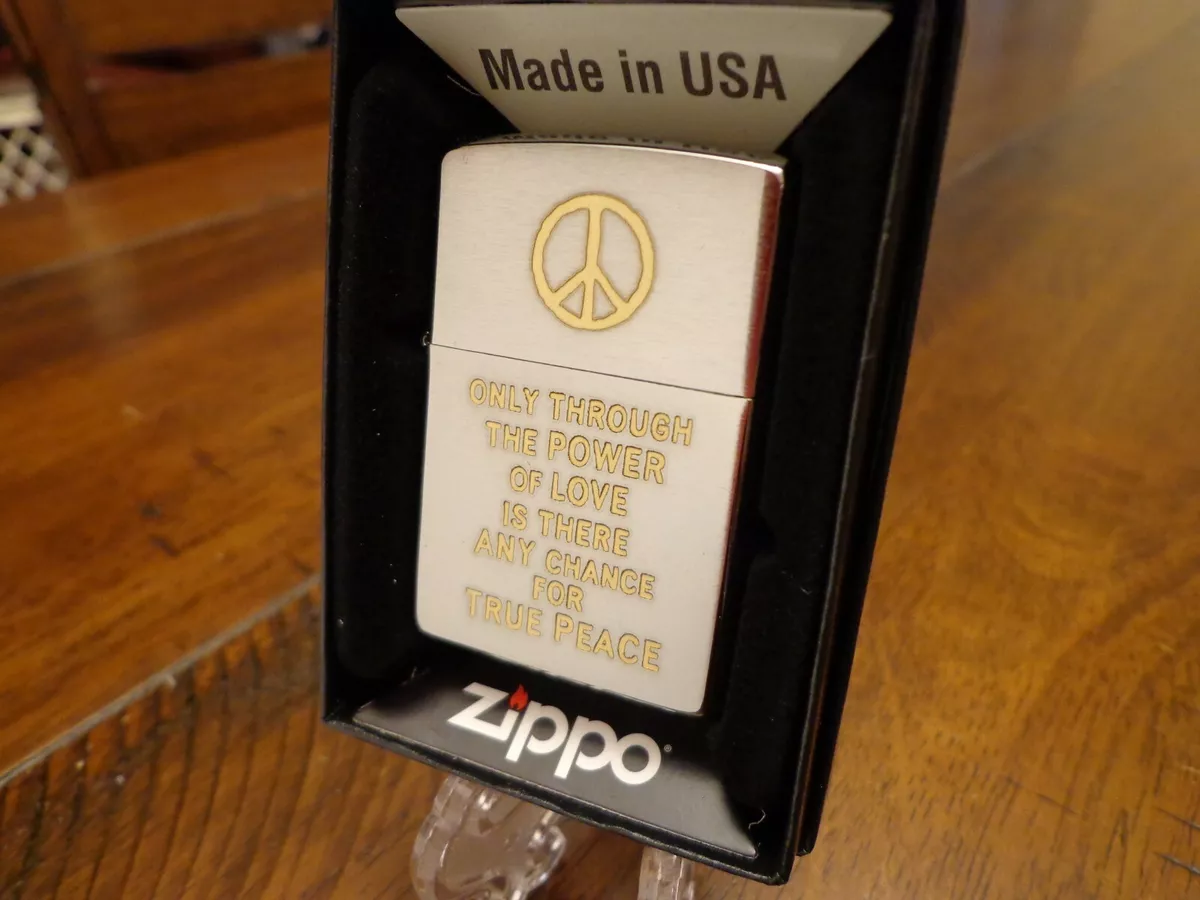 Made in USA
ONLY THROUGH
THE POWER
OF LOVE
IS THERE
ANY CHANCE
FOR
TRUE PEACE
zippo